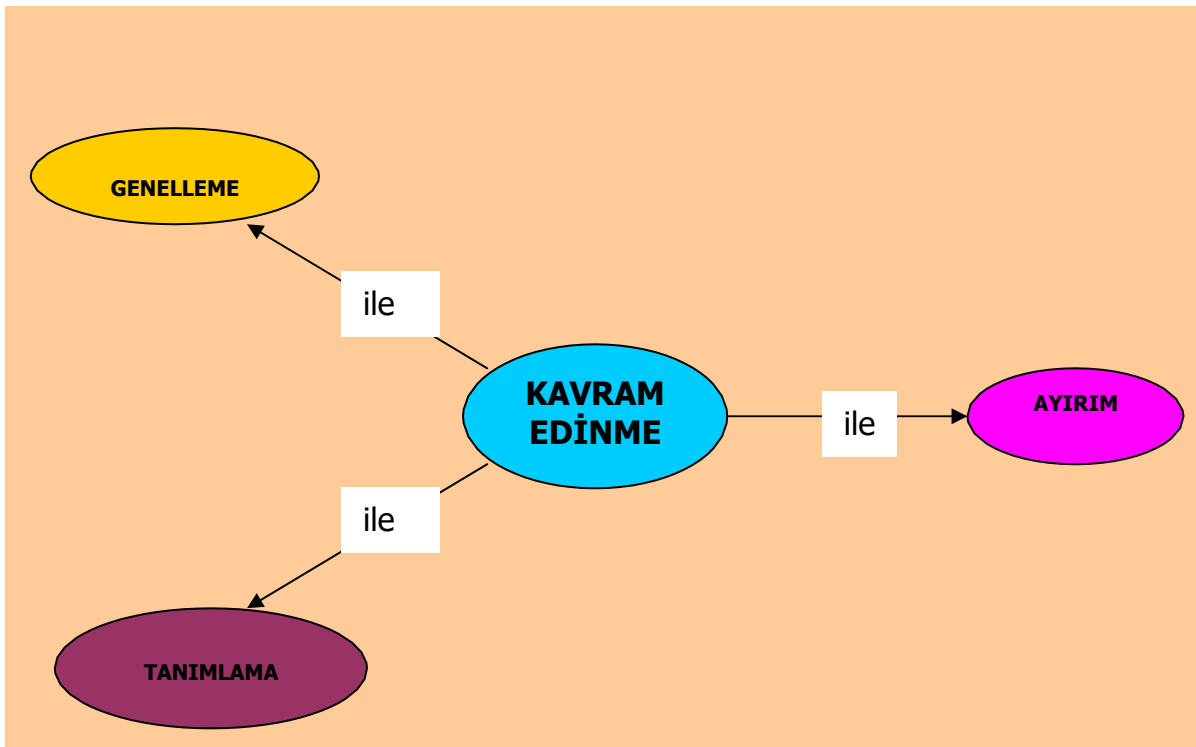 GENELLEME
ile
KAVRAM
EDİNME
ile
AYIRIM
ile
TANIMLAMA